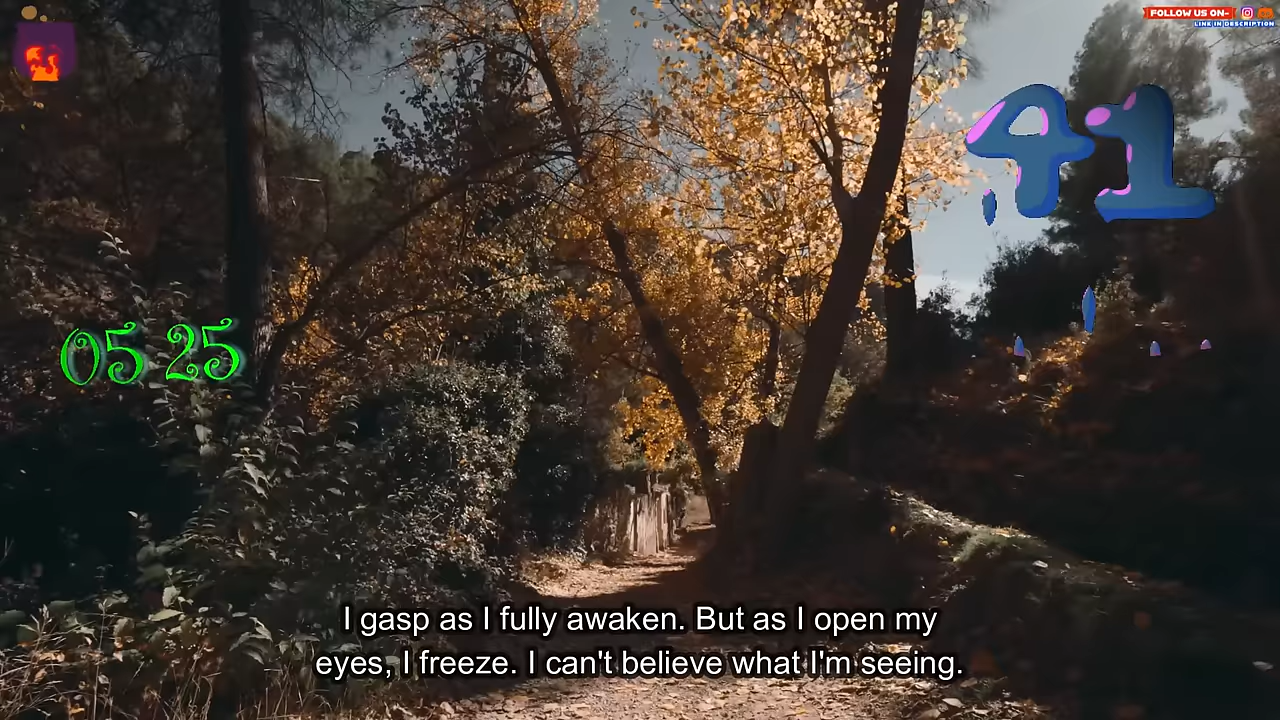 FOLLOW US ON-
LINK IN DESCRIPTION
41
05 25
I gasp as I fully awaken. But as I open my
eyes, I freeze. I can't believe what I'm seeing.